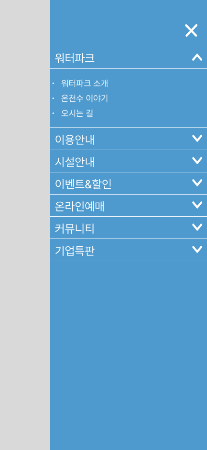 워터파크
· 워터파크 소개
· 온천수 이야기
· 오시는 길
이용안내
시설안내
이벤트&할인
온라인예매
커뮤니티
기업특판